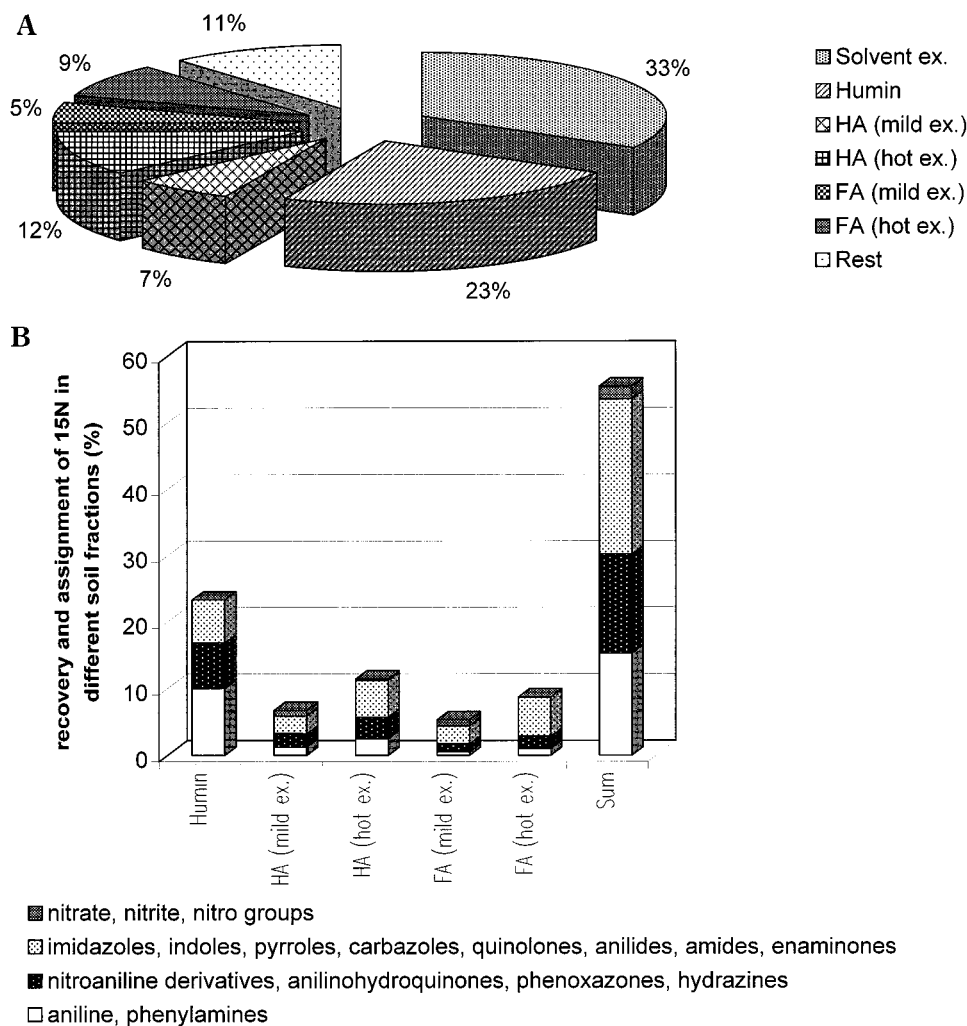 A
11%
9%
5%
12%
7%
23%
33%
Solvent ex.
Humin
HA (mild ex.)
HA (hot ex.)
FA (mild ex.)
FA (hot ex.)
Rest
B
recovery and assignment of 15N in
different soil fractions (%)
60
50
40
30
20
10
0
Humin
HA (mild ex.)
HA (hot ex.)
FA (mild ex.)
FA (hot ex.)
Sum
nitrate, nitrite, nitro groups
imidazoles, indoles, pyrroles, carbazoles, quinolones, anilides, amides, enaminones
nitroaniline derivatives, anilinohydroquinones, phenoxazones, hydrazines
aniline, phenylamines